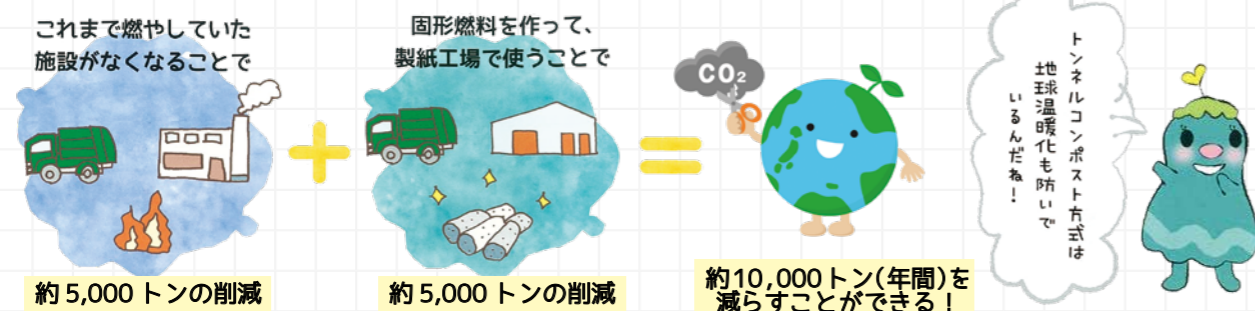 これまで燃やしていた
施設がなくなることで
約5,000トンの削減
固形燃料を作って、
製紙工場で使うことで
約5,000トンの削減
CO₂
約10,000トン(年間)を
減らすことができる！
トンネルコンポスト方式は
地球温暖化も防いで
いるんだね！